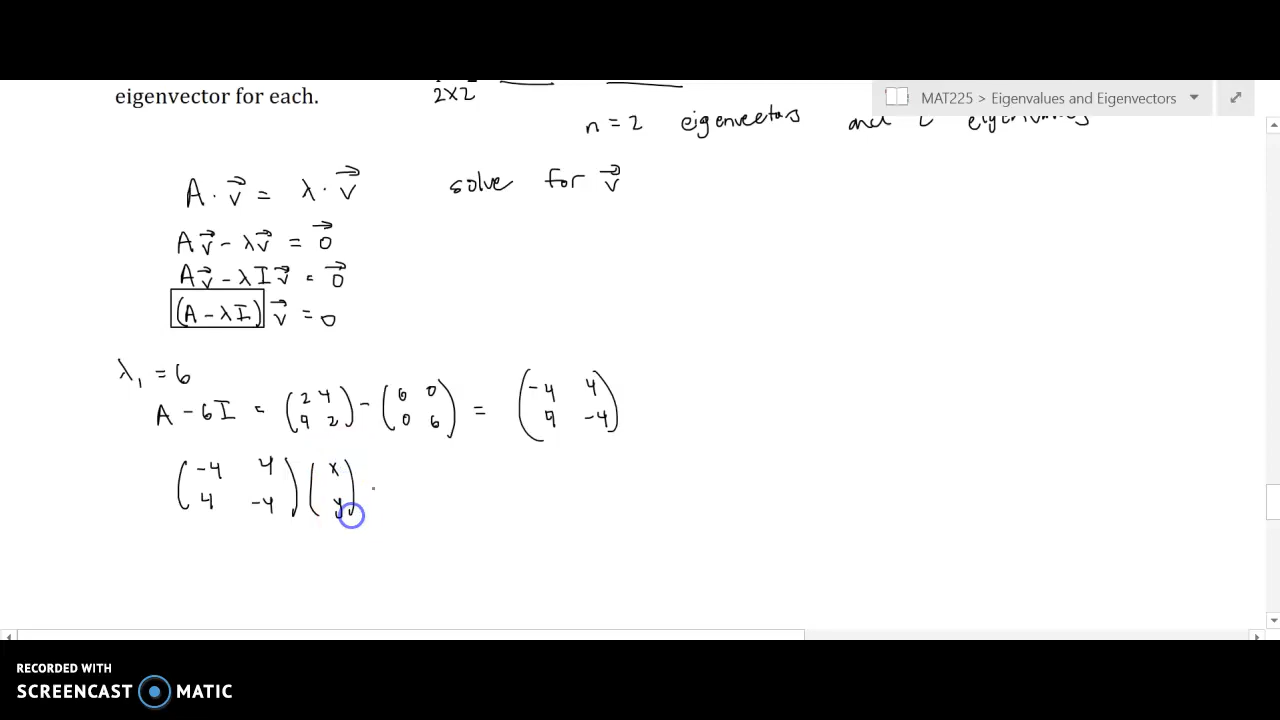 eigenvector for each.
2x2
MAT225 > Eigenvalues and Eigenvectors
n = 2 eigenvectors and
A · v⃗ = λ · v⃗ solve for v⃗
Av⃗ - λv⃗ = 0⃗
Av⃗ - λIv⃗ = 0⃗
(A - λI) v⃗ = 0
λ₁ = 6
A - 6I = (2 4; 4 2) - (6 0; 0 6) = (-4 4; 4 -4)
(-4 4; 4 -4) (x; y)
RECORDED WITH
SCREENCAST MATIC